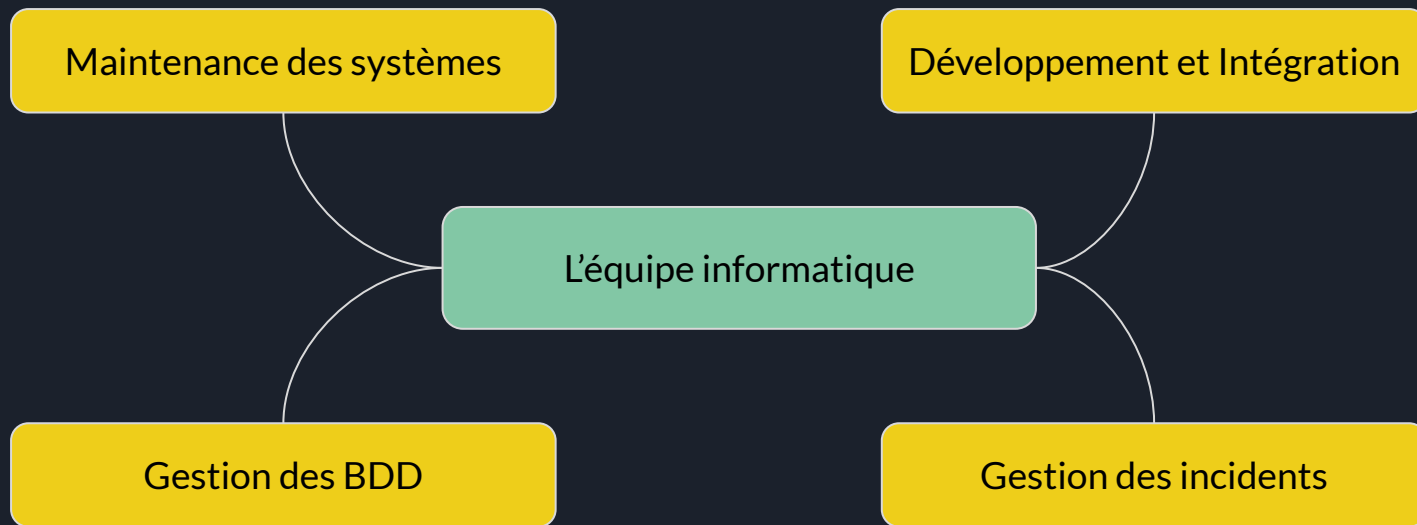 Maintenance des systèmes
Développement et Intégration
L’équipe informatique
Gestion des BDD
Gestion des incidents